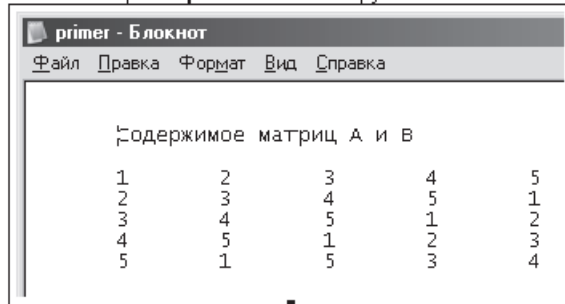 primer - Блокнот
Файл Правка Формат Вид Справка
Содержимое матриц А и В
1 2 3 4 5
2 3 4 5 1
3 4 5 1 2
4 5 1 2 3
5 1 5 3 4